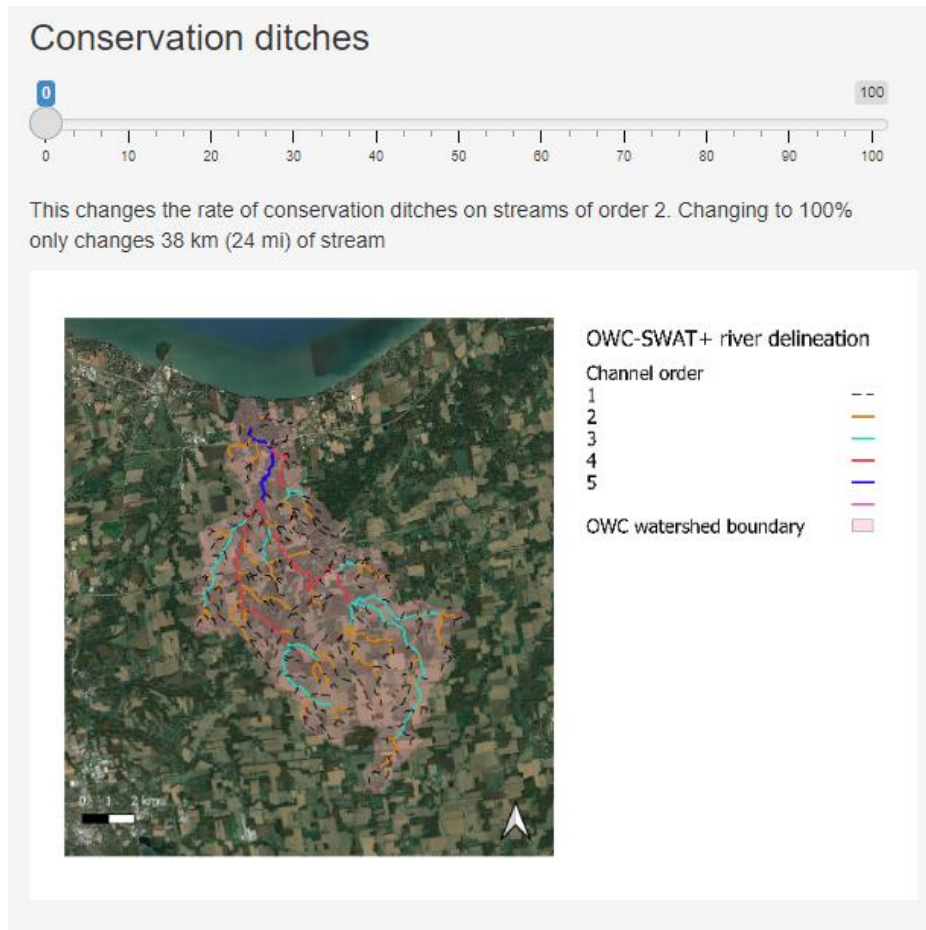 Conservation ditches
0
100
0 10 20 30 40 50 60 70 80 90 100
This changes the rate of conservation ditches on streams of order 2. Changing to 100%
only changes 38 km (24 mi) of stream
OWC-SWAT+ river delineation
Channel order
1
2
3
4
5
OWC watershed boundary
0 1 2 km